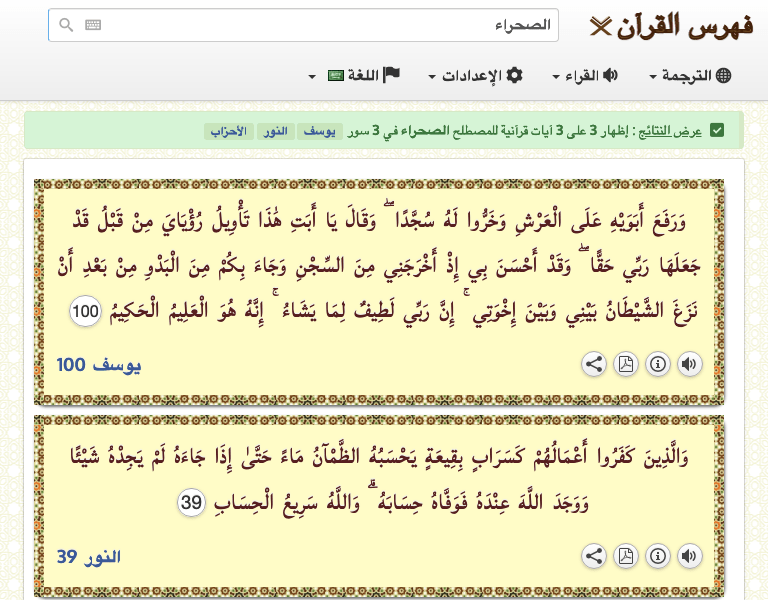 فهرس القرآن
الصحراء
الترجمة
القراء
الإعدادات
اللغة
عرض النتائج : إظهار 3 على 3 آيات قرآنية للمصطلح الصحراء في 3 سور يوسف النور الأحزاب
وَرَفَعَ أَبَوَيْهِ عَلَى الْعَرْشِ وَخَرُّوا لَهُ سُجَّدًا ۖ وَقَالَ يَا أَبَتِ هَٰذَا تَأْوِيلُ رُؤْيَايَ مِنْ قَبْلُ قَدْ
جَعَلَهَا رَبِّي حَقًّا ۖ وَقَدْ أَحْسَنَ بِي إِذْ أَخْرَجَنِي مِنَ السِّجْنِ وَجَاءَ بِكُمْ مِنَ الْبَدْوِ مِنْ بَعْدِ أَنْ
نَزَغَ الشَّيْطَانُ بَيْنِي وَبَيْنَ إِخْوَتِي ۚ إِنَّ رَبِّي لَطِيفٌ لِمَا يَشَاءُ ۚ إِنَّهُ هُوَ الْعَلِيمُ الْحَكِيمُ 100
يوسف 100
وَالَّذِينَ كَفَرُوا أَعْمَالُهُمْ كَسَرَابٍ بِقِيعَةٍ يَحْسَبُهُ الظَّمْآنُ مَاءً حَتَّىٰ إِذَا جَاءَهُ لَمْ يَجِدْهُ شَيْئًا
وَوَجَدَ اللَّهَ عِنْدَهُ فَوَفَّاهُ حِسَابَهُ ۗ وَاللَّهُ سَرِيعُ الْحِسَابِ 39
النور 39